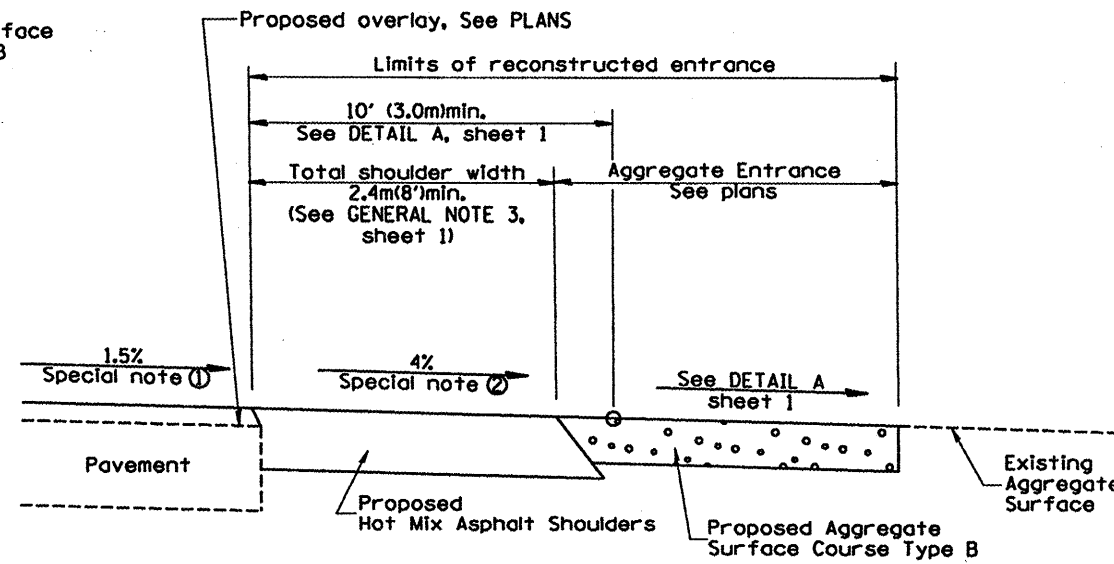 face
B
Proposed overlay, See PLANS
Limits of reconstructed entrance
10' (3.0m)min.
See DETAIL A, sheet 1
Total shoulder width
2.4m(8')min.
(See GENERAL NOTE 3,
sheet 1)
Aggregate Entrance
See plans
1.5%
Special note ①
4%
Special note ②
See DETAIL A
sheet 1
Pavement
Proposed
Hot Mix Asphalt Shoulders
Proposed Aggregate
Surface Course Type B
Existing
Aggregate
Surface